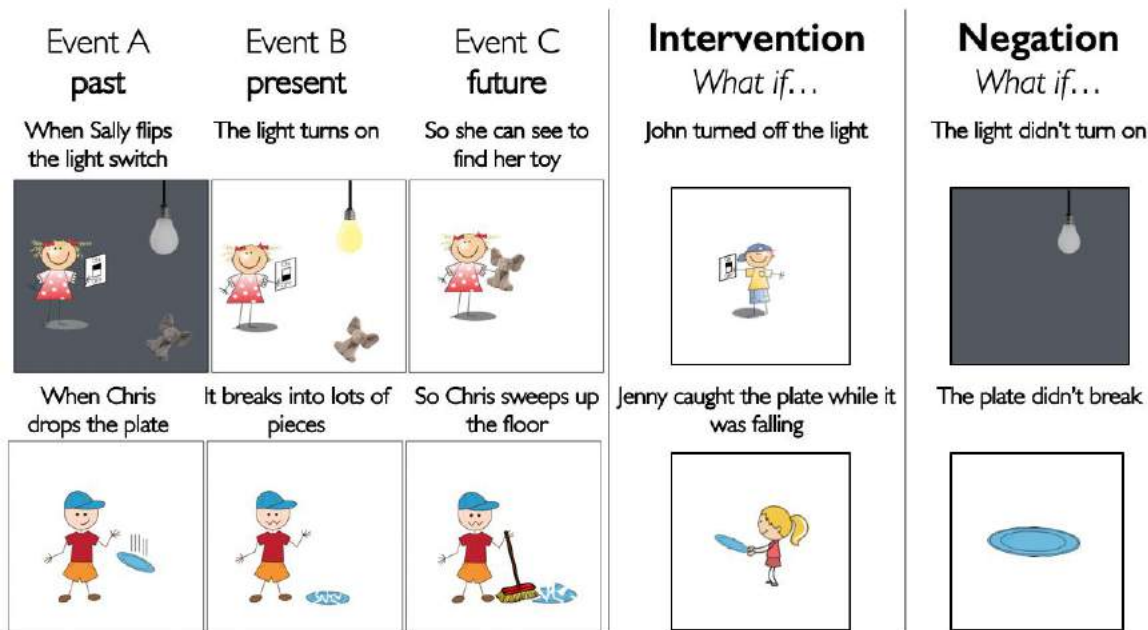 Event A
past
Event B
present
Event C
future
Intervention
What if...
Negation
What if...
When Sally flips
the light switch
The light turns on
So she can see to
find her toy
John turned off the light
The light didn't turn on
When Chris
drops the plate
It breaks into lots of
pieces
So Chris sweeps up
the floor
Jenny caught the plate while it
was falling
The plate didn't break